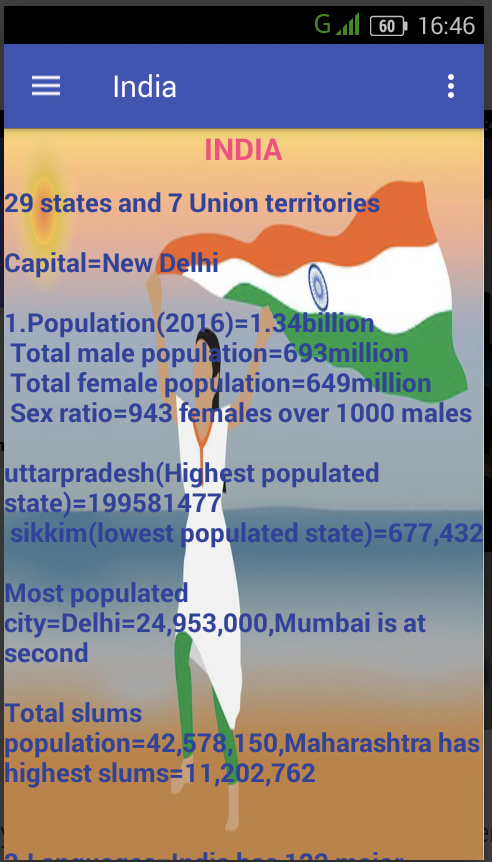 G 60 16:46
India
INDIA
29 states and 7 Union territories
Capital=New Delhi
1.Population(2016)=1.34billion
Total male population=693million
Total female population=649million
Sex ratio=943 females over 1000 males
uttarpradesh(Highest populated
state)=199581477
sikkim(lowest populated state)=677,432
Most populated
city=Delhi=24,953,000,Mumbai is at
second
Total slums
population=42,578,150,Maharashtra has
highest slums=11,202,762